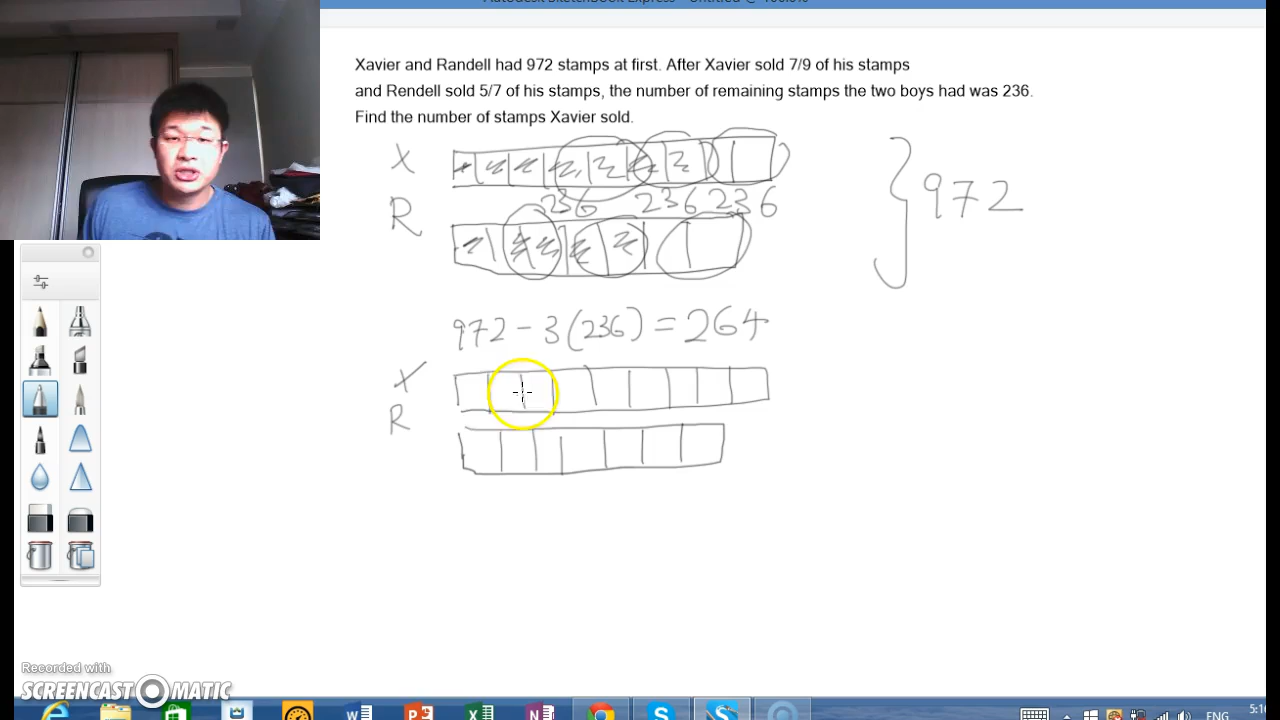 Xavier and Randell had 972 stamps at first. After Xavier sold 7/9 of his stamps
and Rendell sold 5/7 of his stamps, the number of remaining stamps the two boys had was 236.
Find the number of stamps Xavier sold.
X
236 236 236
R
972
972 - 3(236) = 264
X
R
Recorded with
SCREENCAST O MATIC
ENG